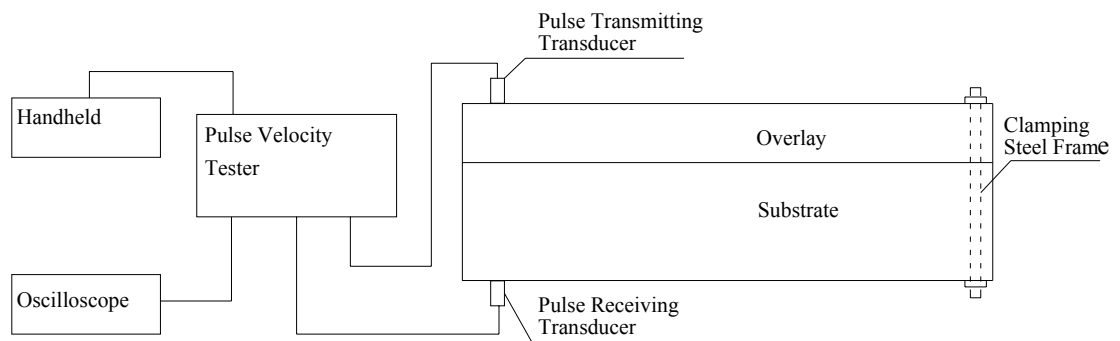 Pulse Transmitting
Transducer
Handheld
Pulse Velocity
Tester
Overlay
Clamping
Steel Frame
Substrate
Oscilloscope
Pulse Receiving
Transducer